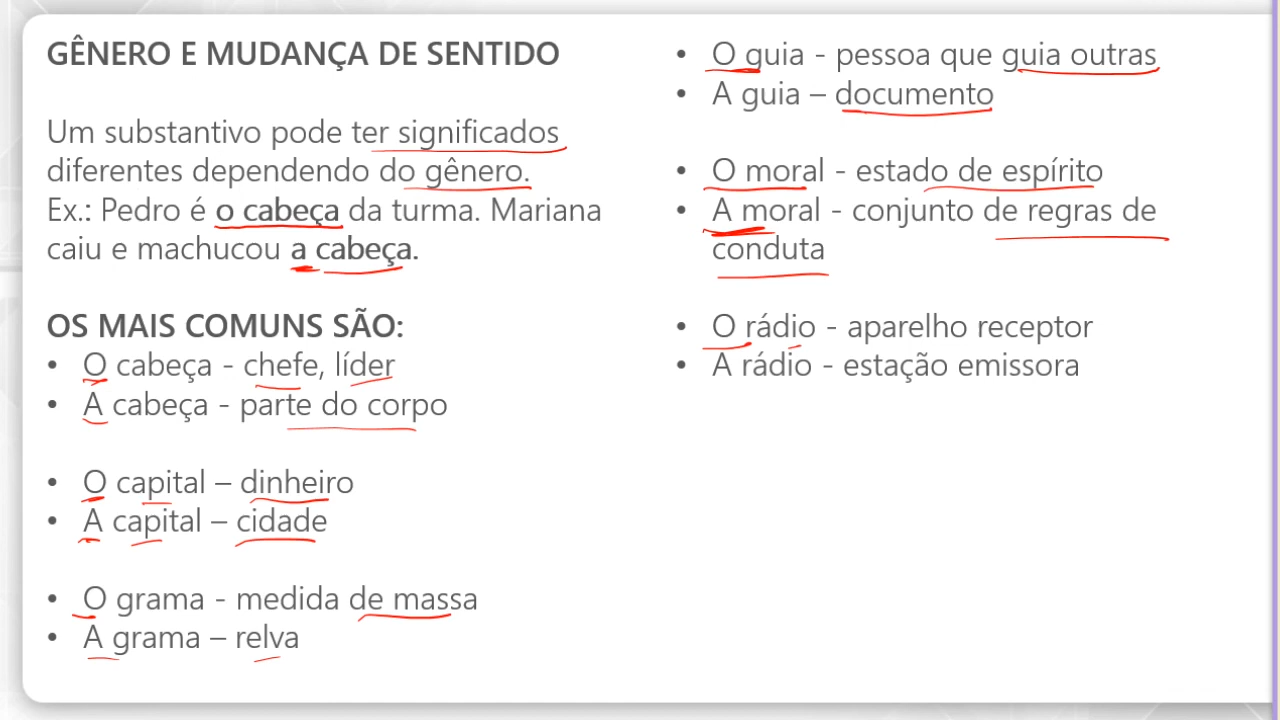 GÊNERO E MUDANÇA DE SENTIDO
Um substantivo pode ter significados
diferentes dependendo do gênero.
Ex.: Pedro é o cabeça da turma. Mariana
caiu e machucou a cabeça.
OS MAIS COMUNS SÃO:
• O cabeça - chefe, líder
• A cabeça - parte do corpo
• O capital – dinheiro
• A capital – cidade
• O grama - medida de massa
• A grama – relva
• O guia - pessoa que guia outras
• A guia – documento
• O moral - estado de espírito
• A moral - conjunto de regras de
conduta
• O rádio - aparelho receptor
• A rádio - estação emissora